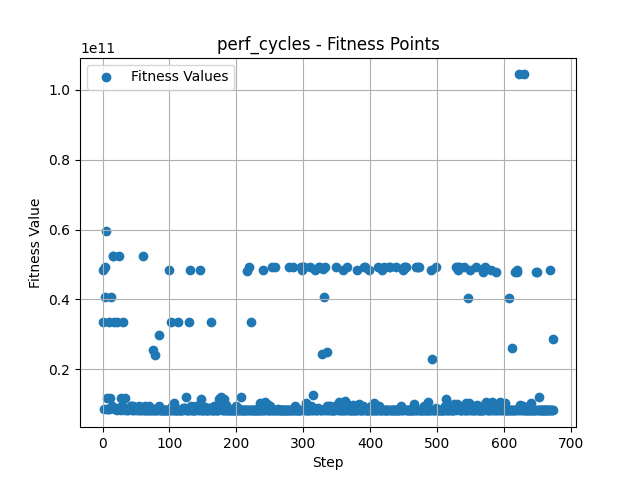 perf_cycles - Fitness Points
1e11
Fitness Values
1.0
0.8
0.6
0.4
0.2
Fitness Value
0 100 200 300 400 500 600 700
Step